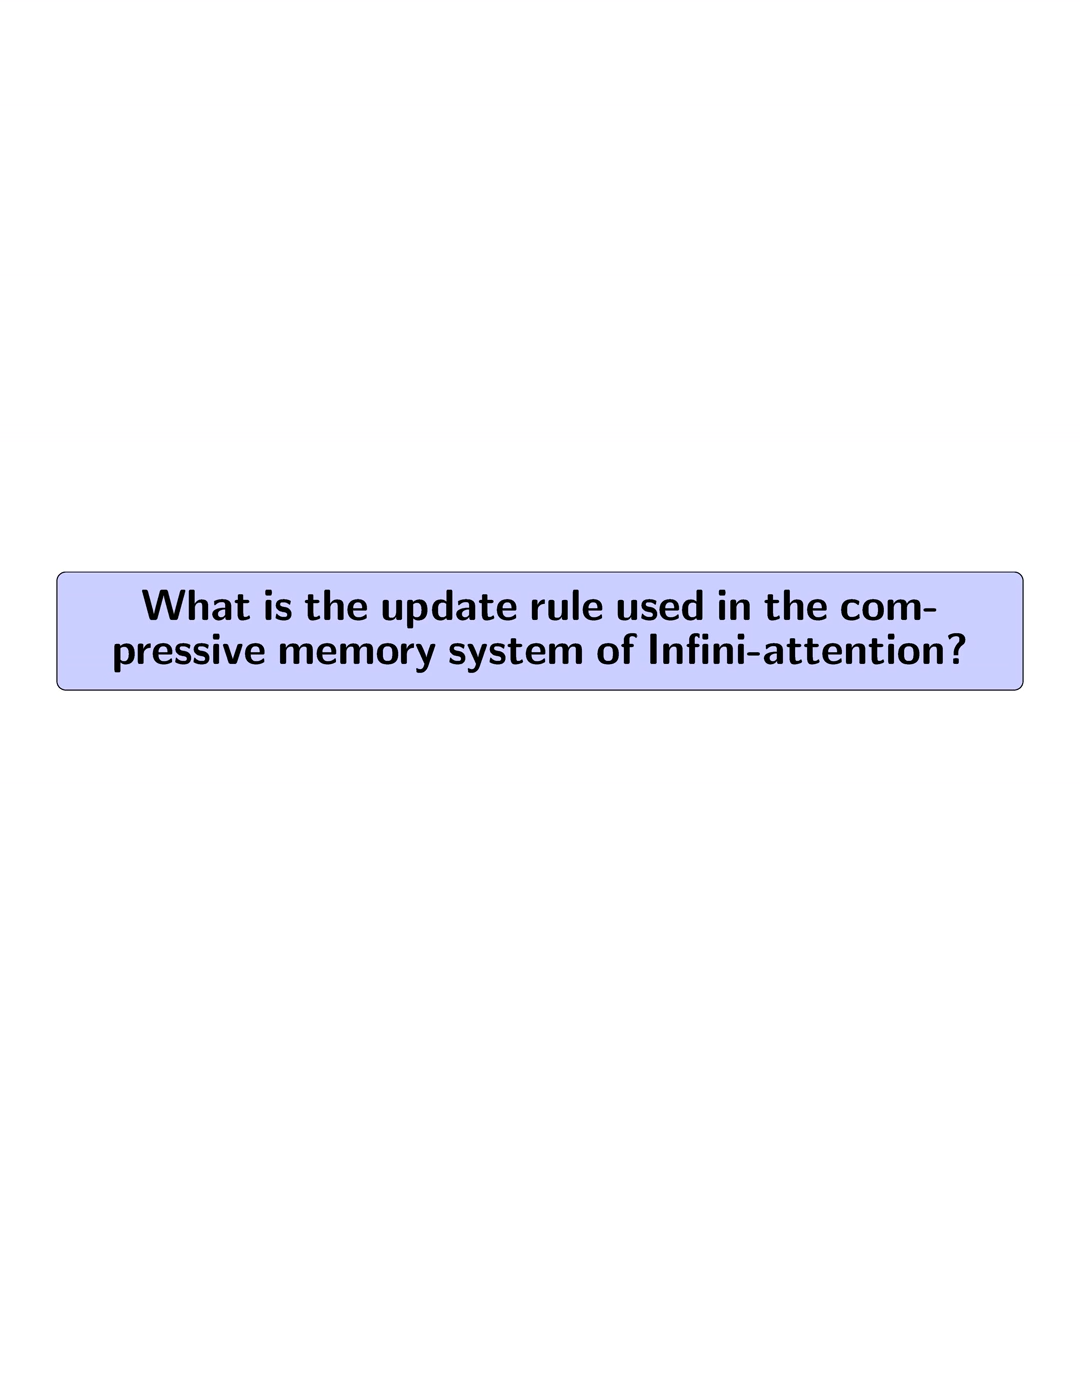 What is the update rule used in the com-
pressive memory system of Infini-attention?